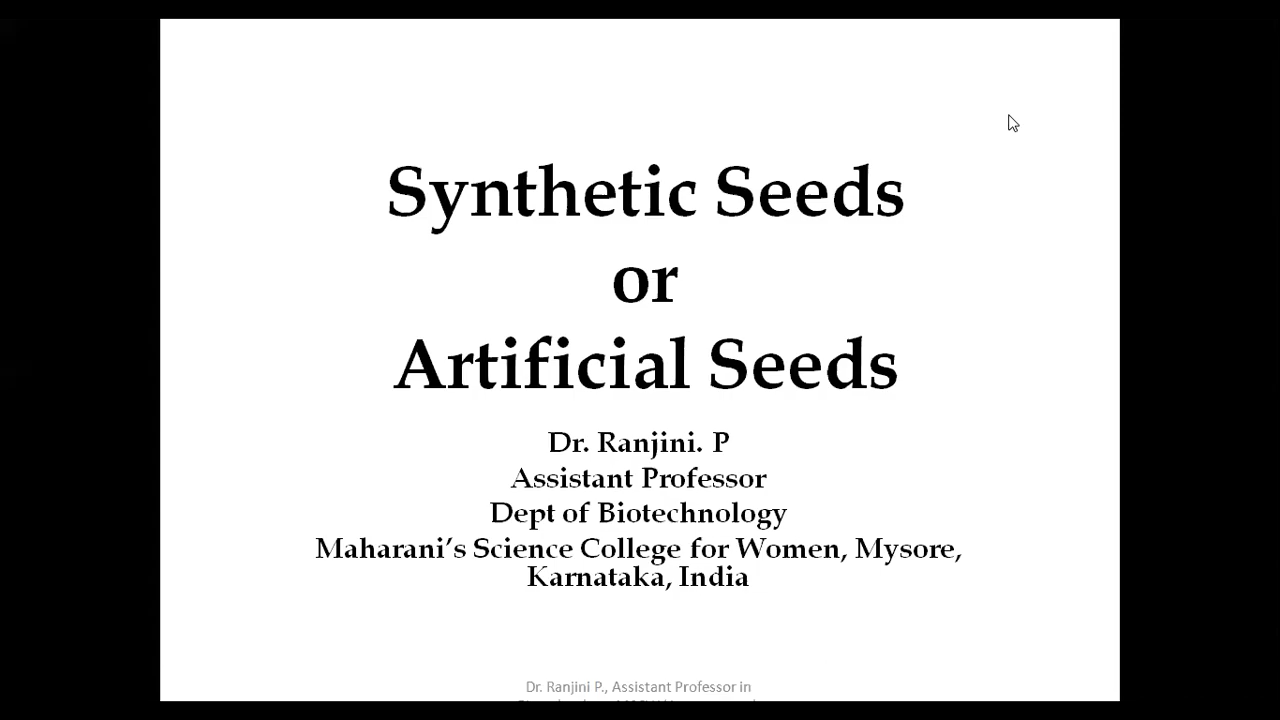 Synthetic Seeds
or
Artificial Seeds
Dr. Ranjini. P
Assistant Professor
Dept of Biotechnology
Maharani's Science College for Women, Mysore,
Karnataka, India
Dr. Ranjini P., Assistant Professor in